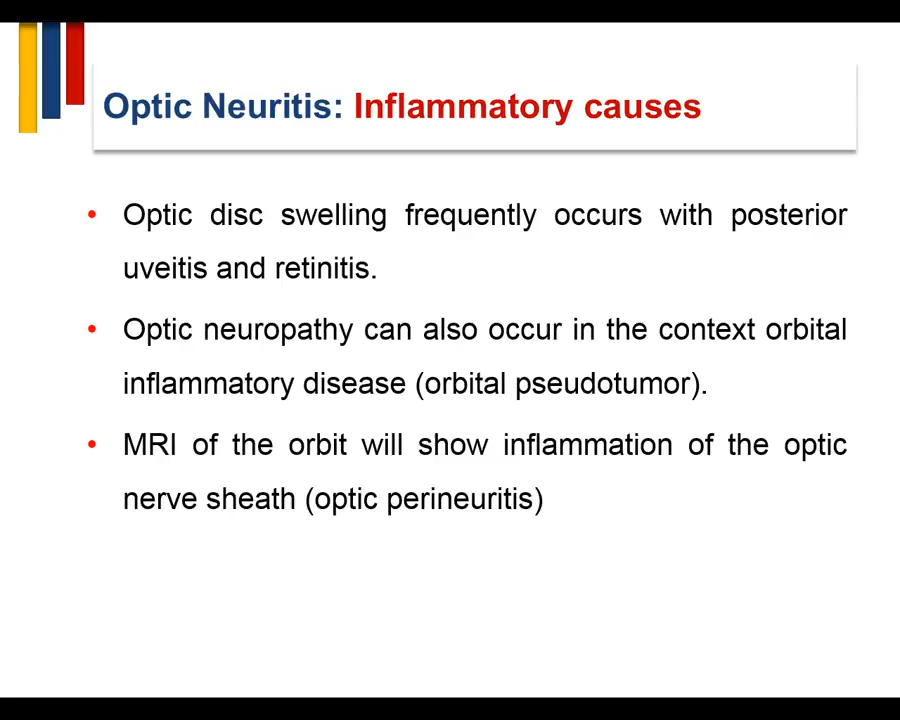 Optic Neuritis: Inflammatory causes
• Optic disc swelling frequently occurs with posterior
uveitis and retinitis.
• Optic neuropathy can also occur in the context orbital
inflammatory disease (orbital pseudotumor).
• MRI of the orbit will show inflammation of the optic
nerve sheath (optic perineuritis)